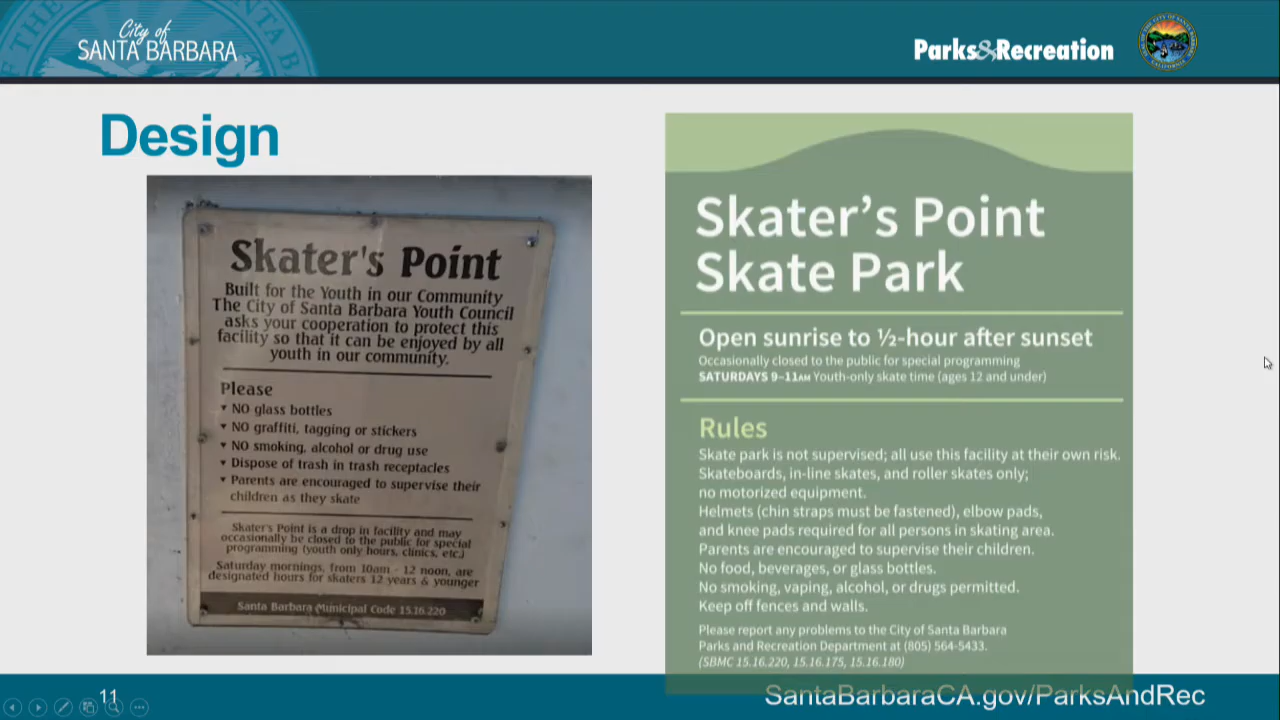 City of
SANTA BARBARA
Parks&Recreation
Design
Skater's Point
Built for the Youth in our Community
The City of Santa Barbara Youth Council
asks your cooperation to protect this
facility so that it can be enjoyed by all
youth in our community.
Please
▾ NO glass bottles
▾ NO graffiti, tagging or stickers
▾ NO smoking, alcohol or drug use
▾ Dispose of trash in trash receptacles
▾ Parents are encouraged to supervise their
children as they skate
Skater's Point is a drop in facility and may
occasionally be closed to the public for special
programming (youth only hours, clinics, etc.)
Saturday mornings, from 10am - 12 noon, are
designated hours for skaters 12 years & younger
Santa Barbara Municipal Code 15.16.220
Skater's Point
Skate Park
Open sunrise to ½-hour after sunset
Occasionally closed to the public for special programming
SATURDAYS 9–11AM Youth-only skate time (ages 12 and under)
Rules
Skate park is not supervised; all use this facility at their own risk.
Skateboards, in-line skates, and roller skates only;
no motorized equipment.
Helmets (chin straps must be fastened), elbow pads,
and knee pads required for all persons in skating area.
Parents are encouraged to supervise their children.
No food, beverages, or glass bottles.
No smoking, vaping, alcohol, or drugs permitted.
Keep off fences and walls.
Please report any problems to the City of Santa Barbara
Parks and Recreation Department at (805) 564-5433.
(SBMC 15.16.220, 15.16.175, 15.16.180)
11
SantaBarbaraCA.gov/ParksAndRec